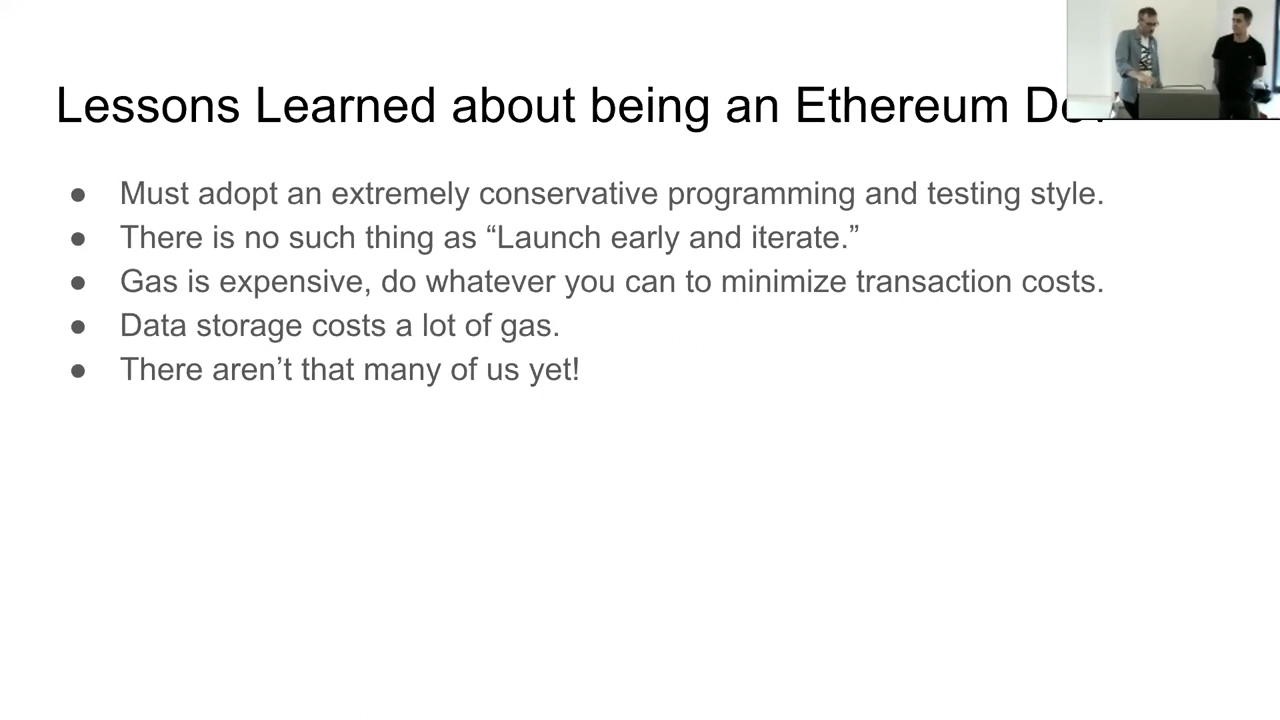 Lessons Learned about being an Ethereum
● Must adopt an extremely conservative programming and testing style.
● There is no such thing as “Launch early and iterate.”
● Gas is expensive, do whatever you can to minimize transaction costs.
● Data storage costs a lot of gas.
● There aren’t that many of us yet!